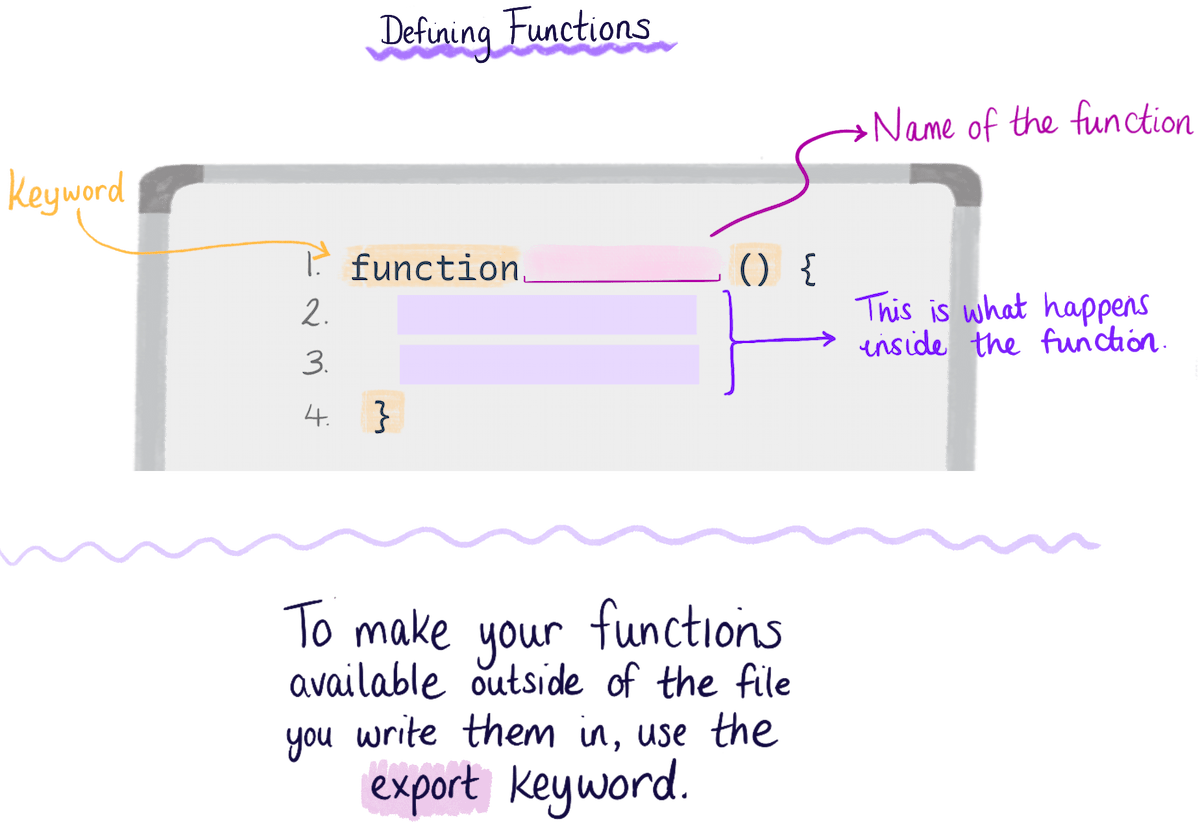 Defining Functions
Name of the function
Keyword
1. function () {
2.
3.
4. }
This is what happens
inside the function.
To make your functions
available outside of the file
you write them in, use the
export keyword.